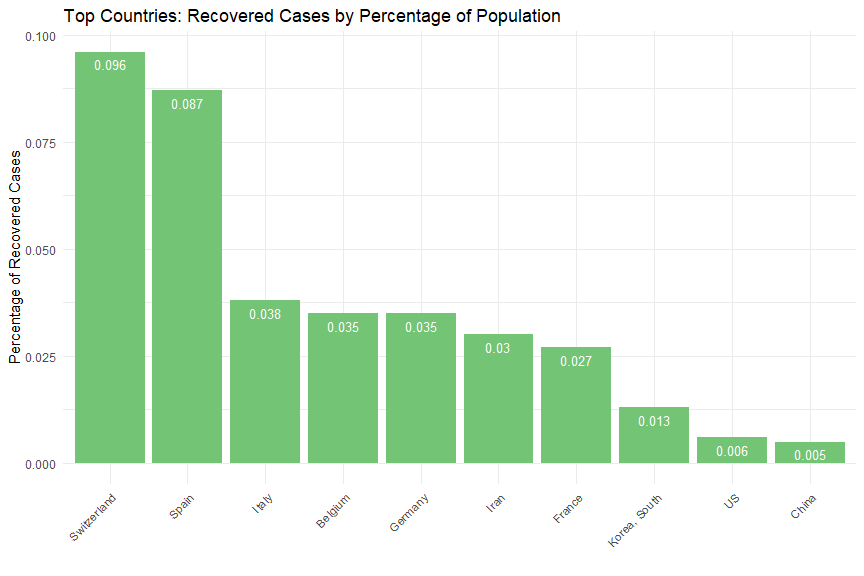 Top Countries: Recovered Cases by Percentage of Population
Percentage of Recovered Cases
0.100
0.075
0.050
0.025
0.000
0.096
0.087
0.038
0.035
0.035
0.03
0.027
0.013
0.006
0.005
Switzerland
Spain
Italy
Belgium
Germany
Iran
France
Korea, South
US
China